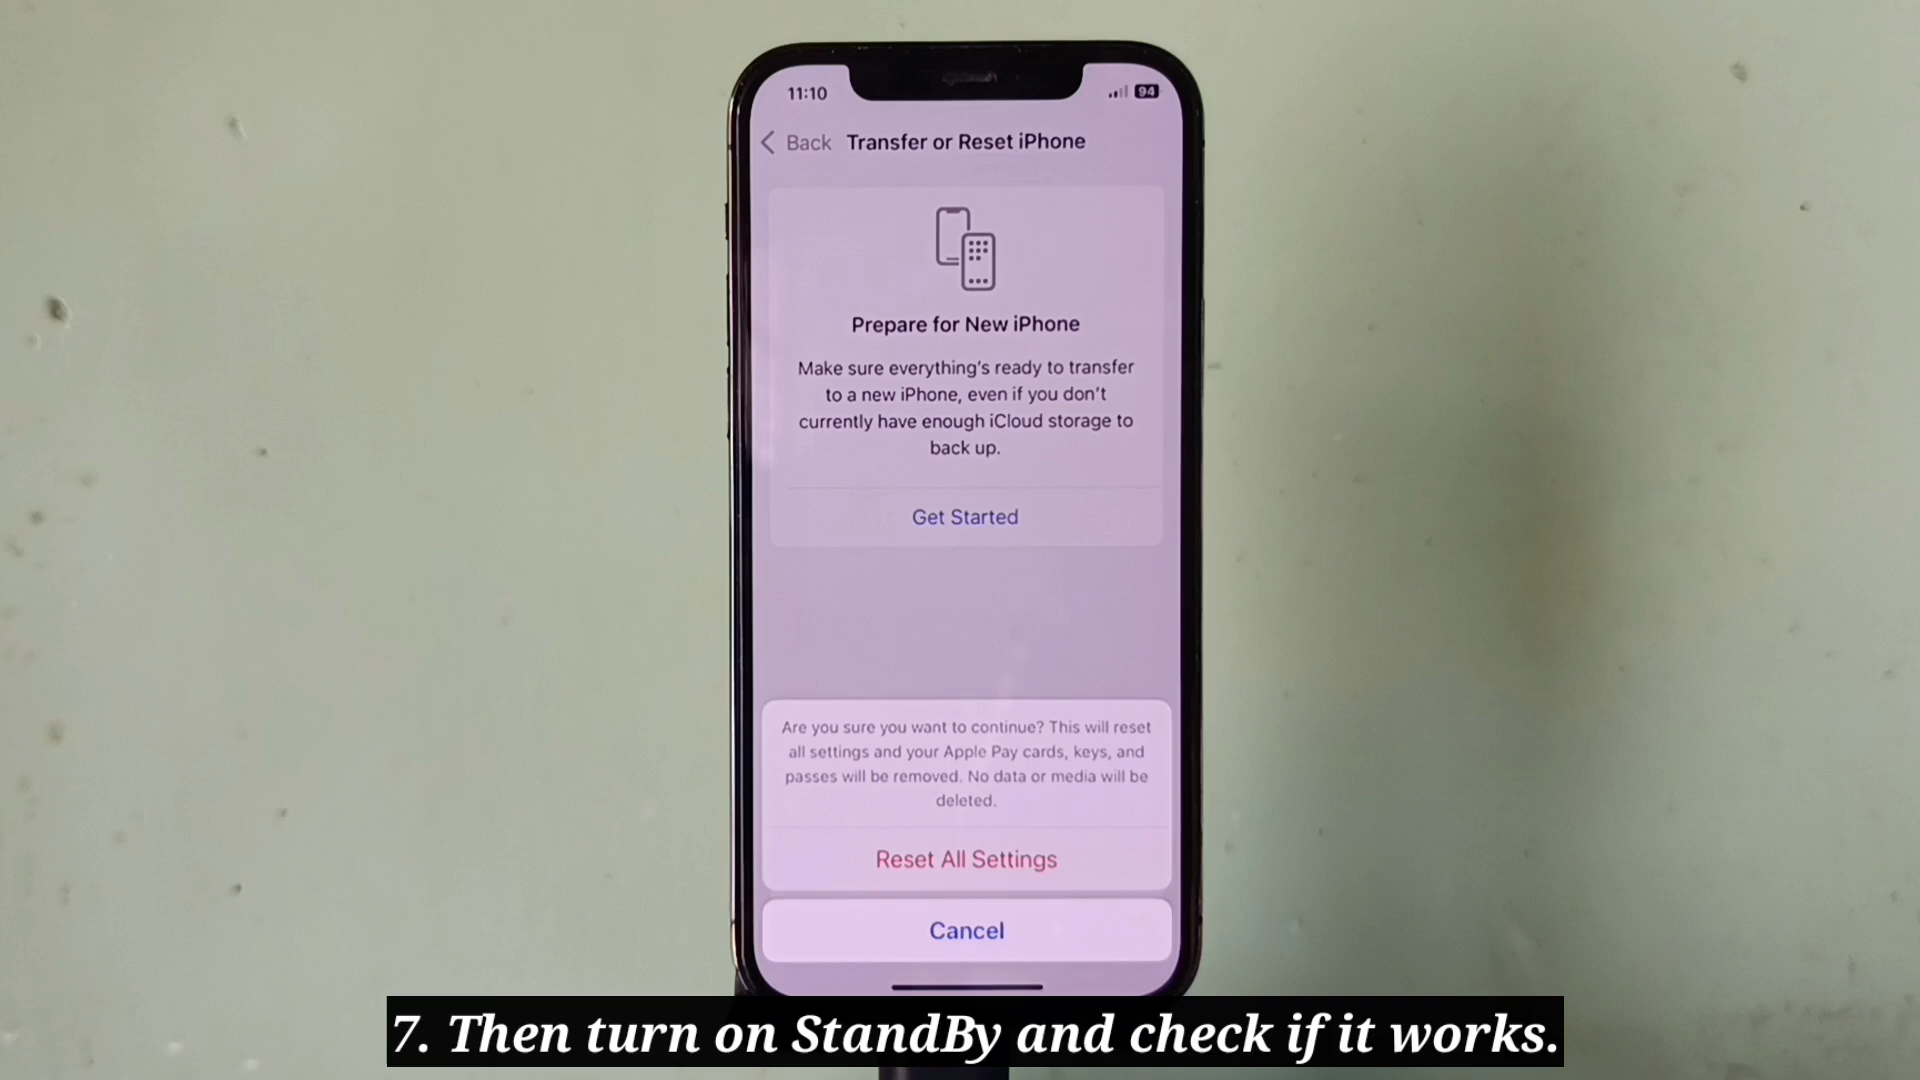 11:10
94
Back Transfer or Reset iPhone
Prepare for New iPhone
Make sure everything's ready to transfer
to a new iPhone, even if you don't
currently have enough iCloud storage to
back up.
Get Started
Are you sure you want to continue? This will reset
all settings and your Apple Pay cards, keys, and
passes will be removed. No data or media will be
deleted.
Reset All Settings
Cancel
7. Then turn on StandBy and check if it works.